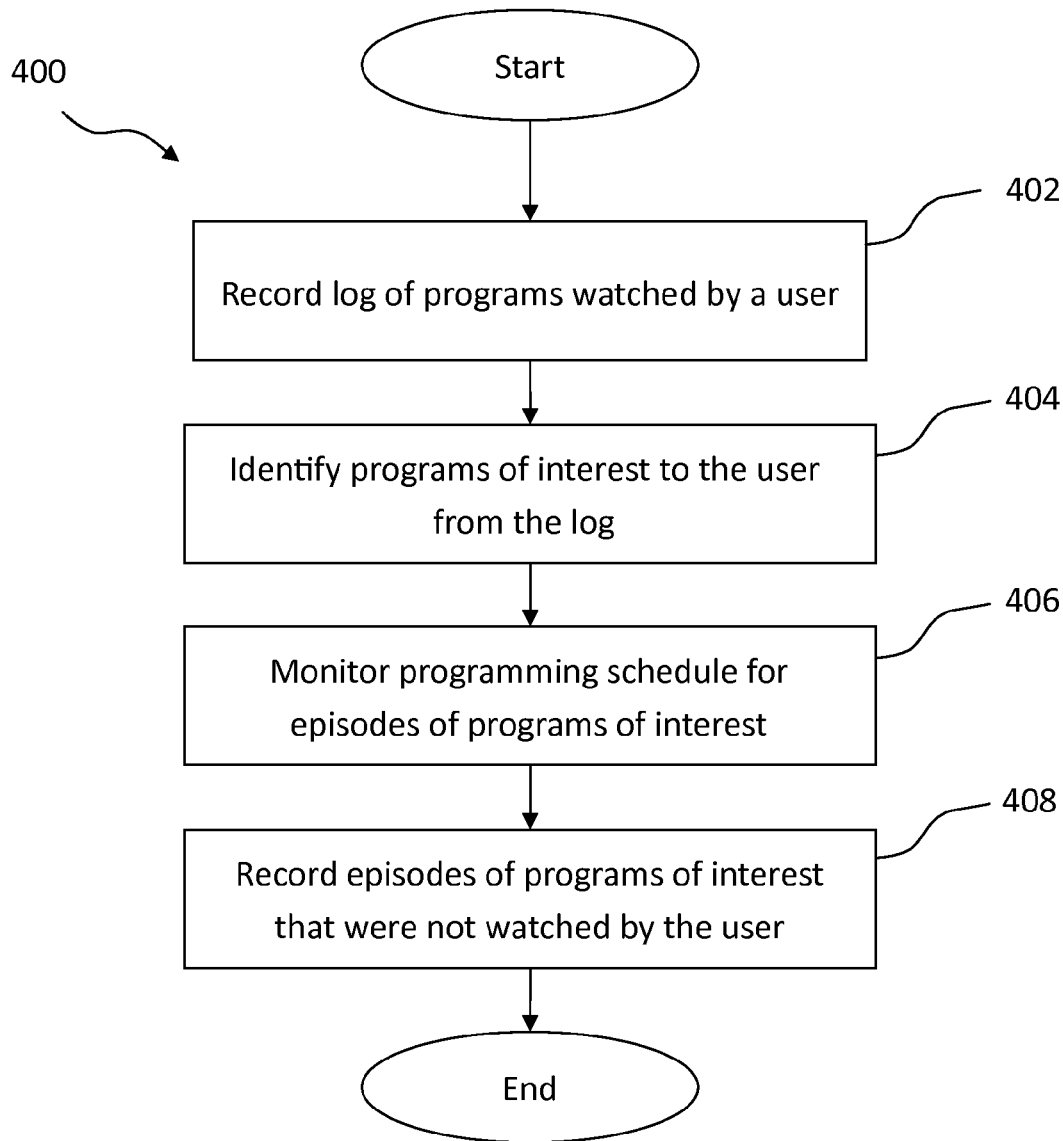 Start
400
402
Record log of programs watched by a user
404
Identify programs of interest to the user
from the log
406
Monitor programming schedule for
episodes of programs of interest
408
Record episodes of programs of interest
that were not watched by the user
End